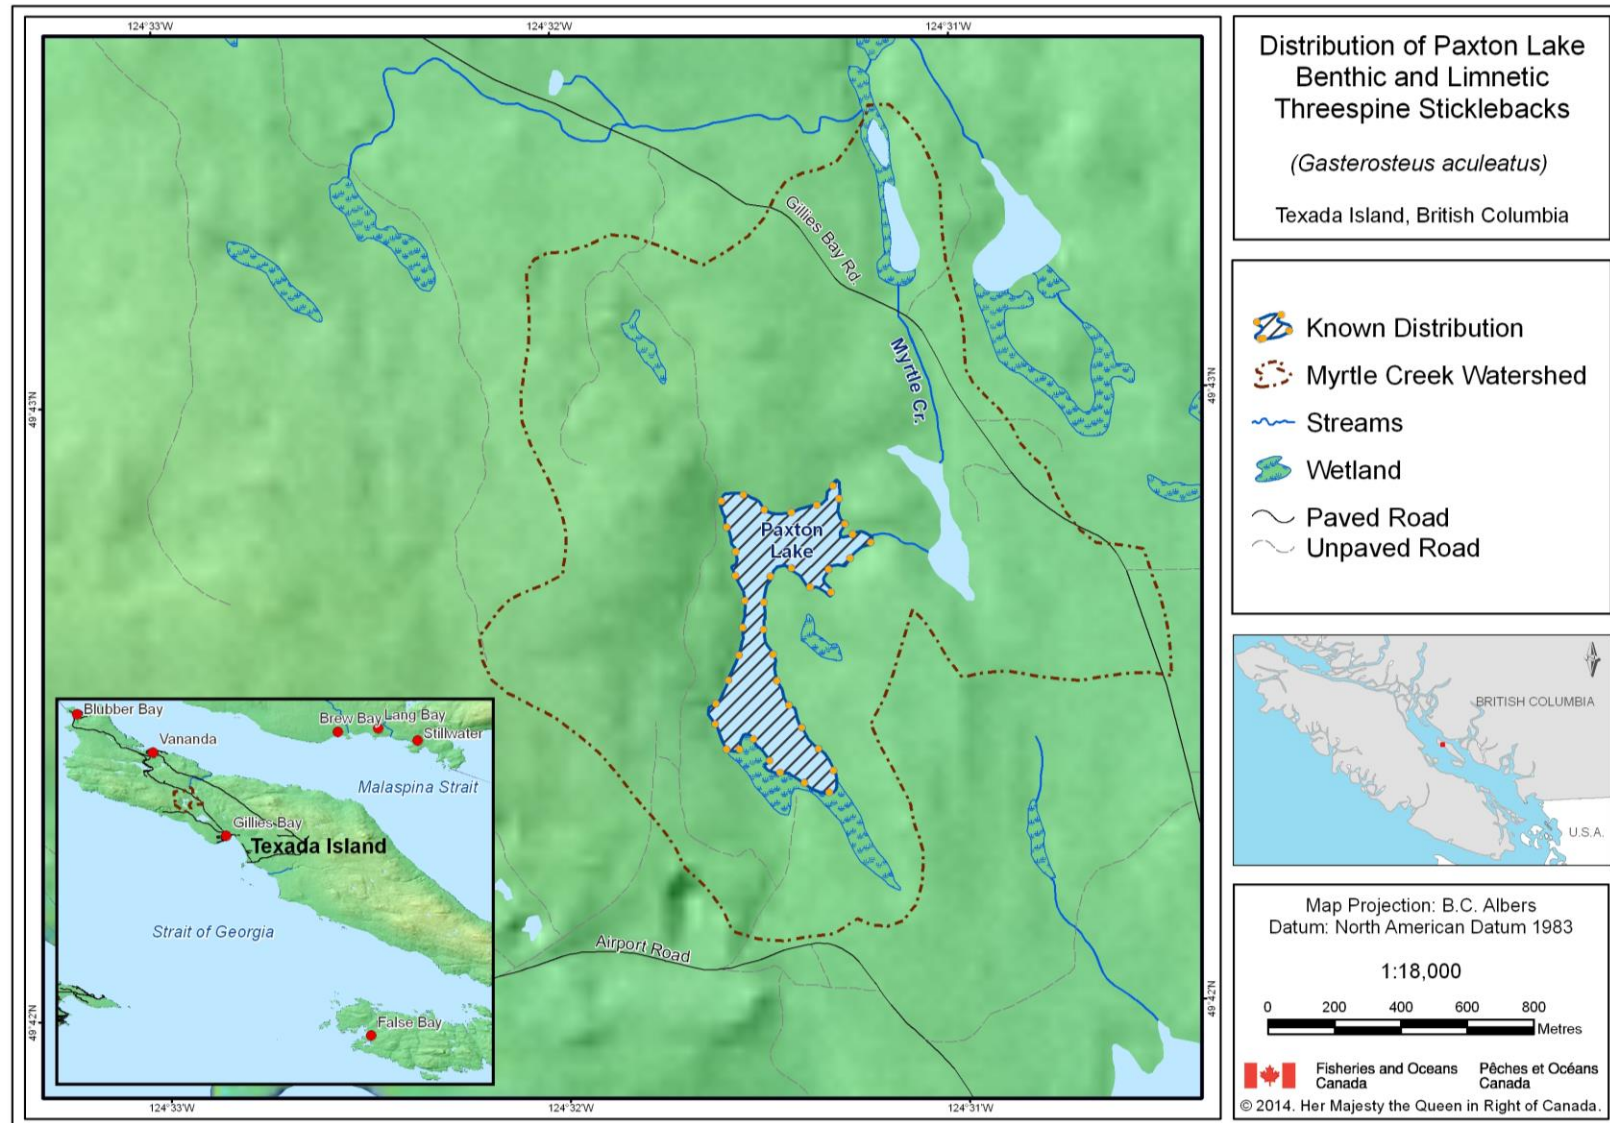 124°33'W
124°32'W
124°31'W
49°43'N
49°43'N
49°42'N
49°42'N
124°33'W
124°32'W
124°31'W
Gillies Bay Rd.
Myrtle Cr.
Paxton
Lake
Airport Road
Blubber Bay
Vananda
Brew Bay
Lang Bay
Stillwater
Malaspina Strait
Gillies Bay
Texada Island
Strait of Georgia
False Bay
Distribution of Paxton Lake
Benthic and Limnetic
Threespine Sticklebacks
(Gasterosteus aculeatus)
Texada Island, British Columbia
Known Distribution
Myrtle Creek Watershed
Streams
Wetland
Paved Road
Unpaved Road
BRITISH COLUMBIA
U.S.A.
Map Projection: B.C. Albers
Datum: North American Datum 1983
1:18,000
0 200 400 600 800
Metres
Fisheries and Oceans
Canada
Pêches et Océans
Canada
© 2014. Her Majesty the Queen in Right of Canada.